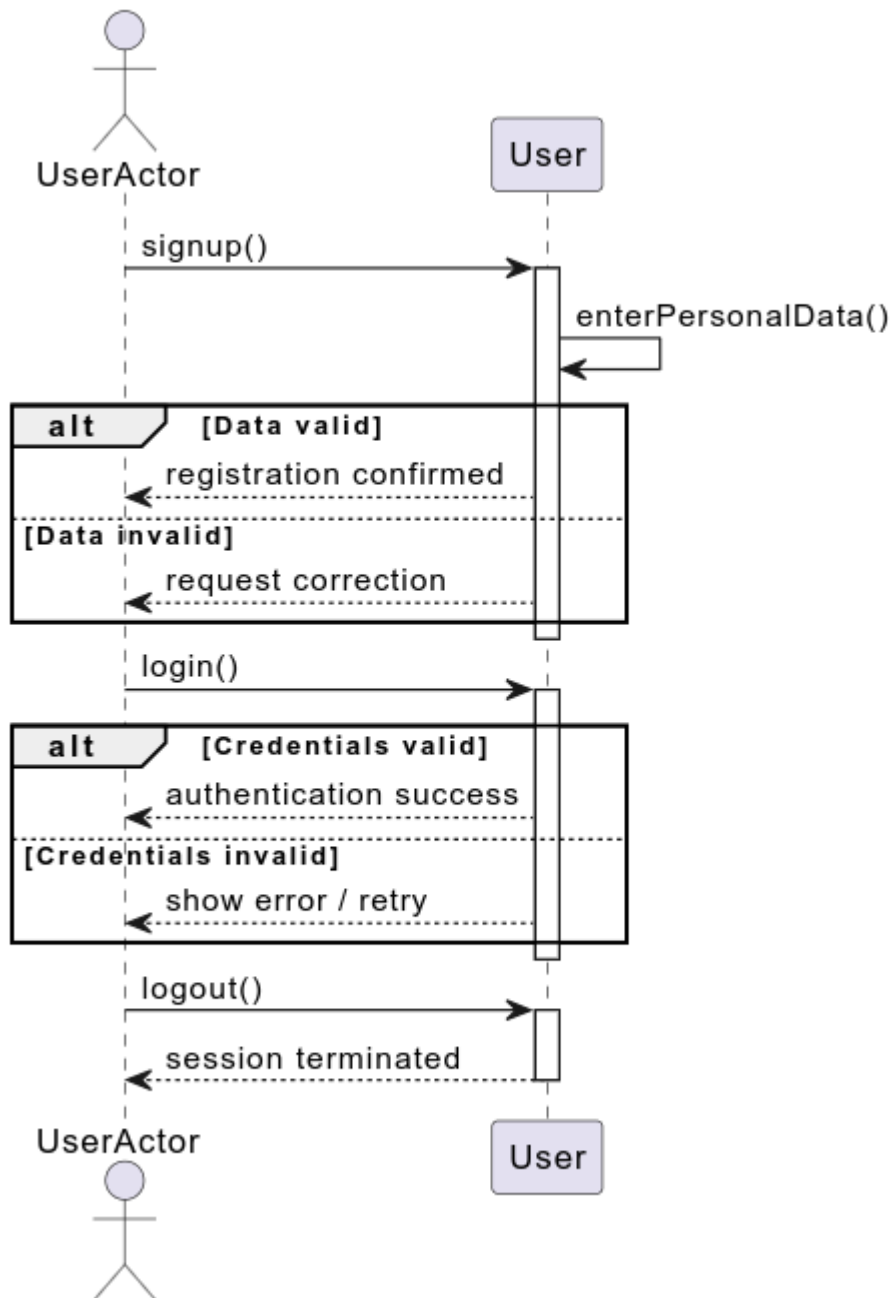 UserActor
User
signup()
enterPersonalData()
alt [Data valid]
registration confirmed
[Data invalid]
request correction
login()
alt [Credentials valid]
authentication success
[Credentials invalid]
show error / retry
logout()
session terminated
UserActor
User